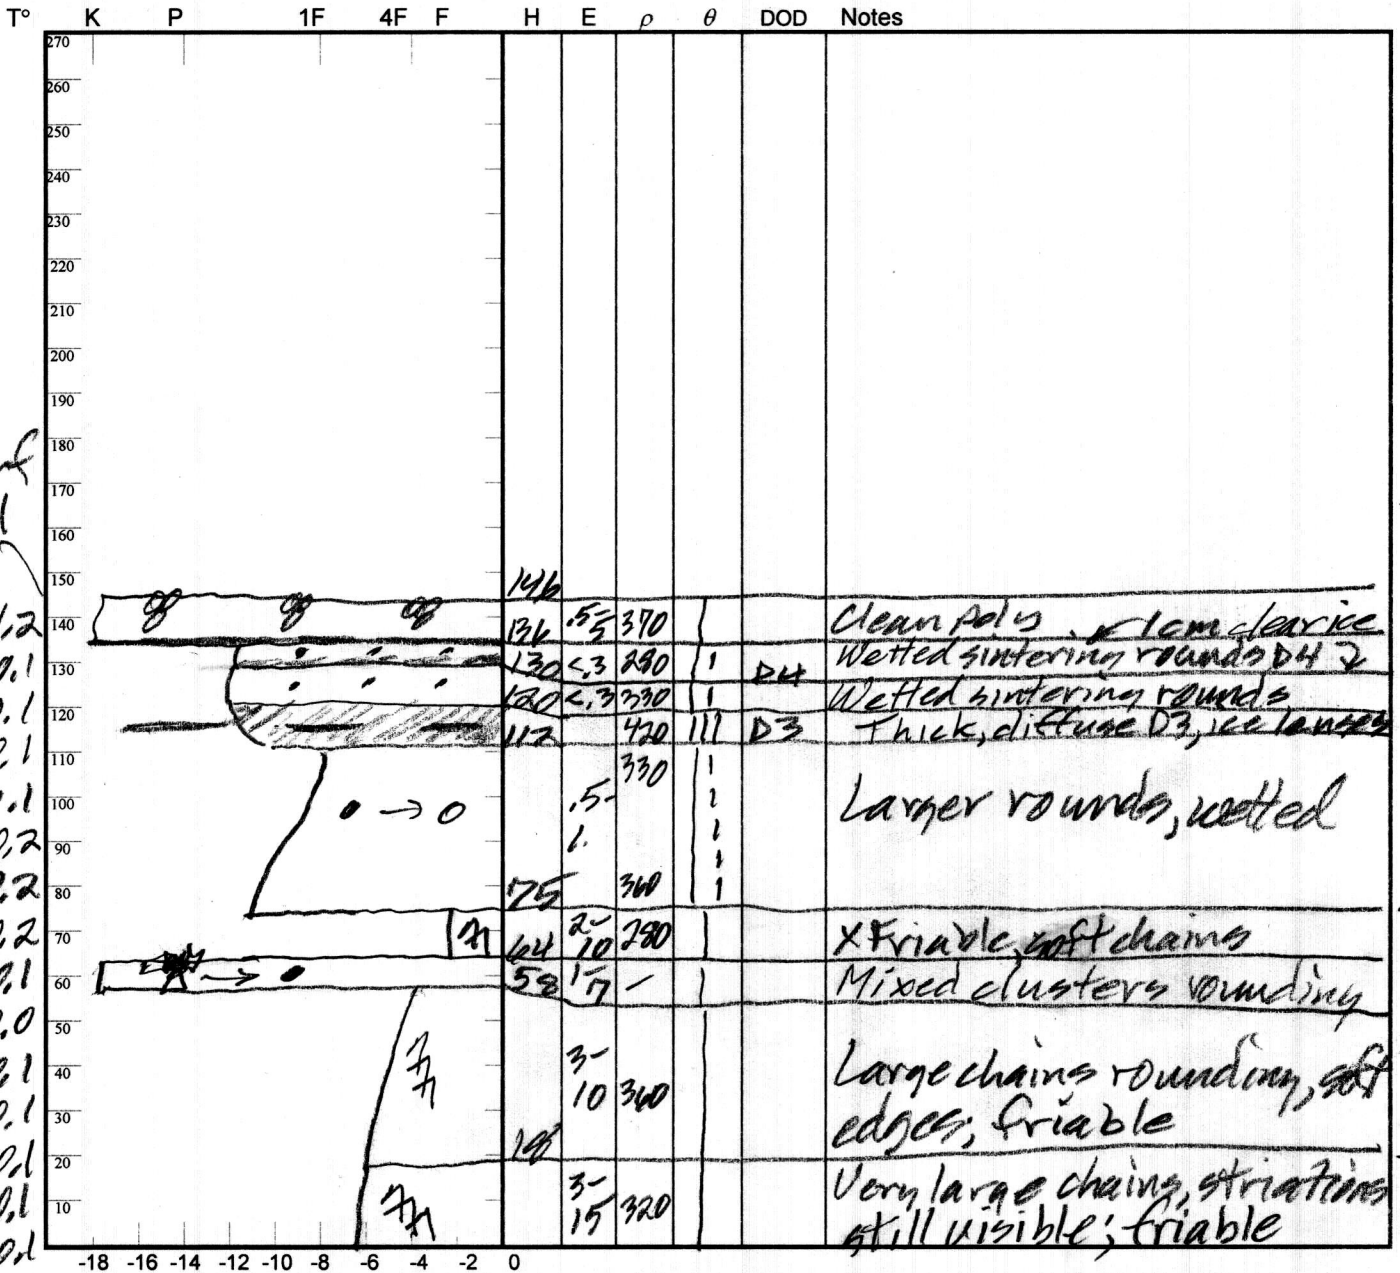 T° K P 1F 4F F H E ρ θ DOD Notes
270
260
250
240
230
220
210
200
190
180
170
160
150 146
140 136 .5-5 370 Clean poly 1cm clear ice
130 130 <.3 280 D4 Wetted sintering rounds D4
120 120 <.3 330 Wetted sintering rounds
112 420 D3 Thick, diffuse D3, ice lenses
110 330
100 .5- Larger rounds, wetted
90 1.
80 75 360
70 64 2-10 280 X Friable, soft chains
60 58 1-7 - Mixed clusters rounding
50
40 3- Large chains rounding, soft
30 10 360 edges; friable
20 18
10 3-15 320 Very large chains, striations
still visible; friable
-18 -16 -14 -12 -10 -8 -6 -4 -2 0